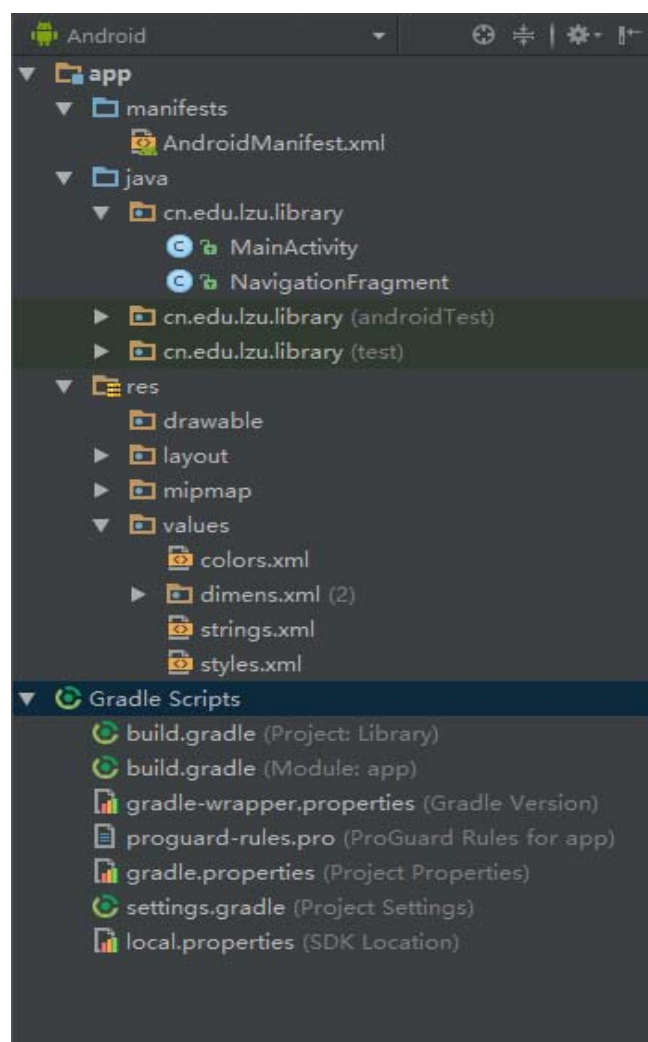 Android
app
manifests
AndroidManifest.xml
java
cn.edu.lzu.library
MainActivity
NavigationFragment
cn.edu.lzu.library (androidTest)
cn.edu.lzu.library (test)
res
drawable
layout
mipmap
values
colors.xml
dimens.xml (2)
strings.xml
styles.xml
Gradle Scripts
build.gradle (Project: Library)
build.gradle (Module: app)
gradle-wrapper.properties (Gradle Version)
proguard-rules.pro (ProGuard Rules for app)
gradle.properties (Project Properties)
settings.gradle (Project Settings)
local.properties (SDK Location)